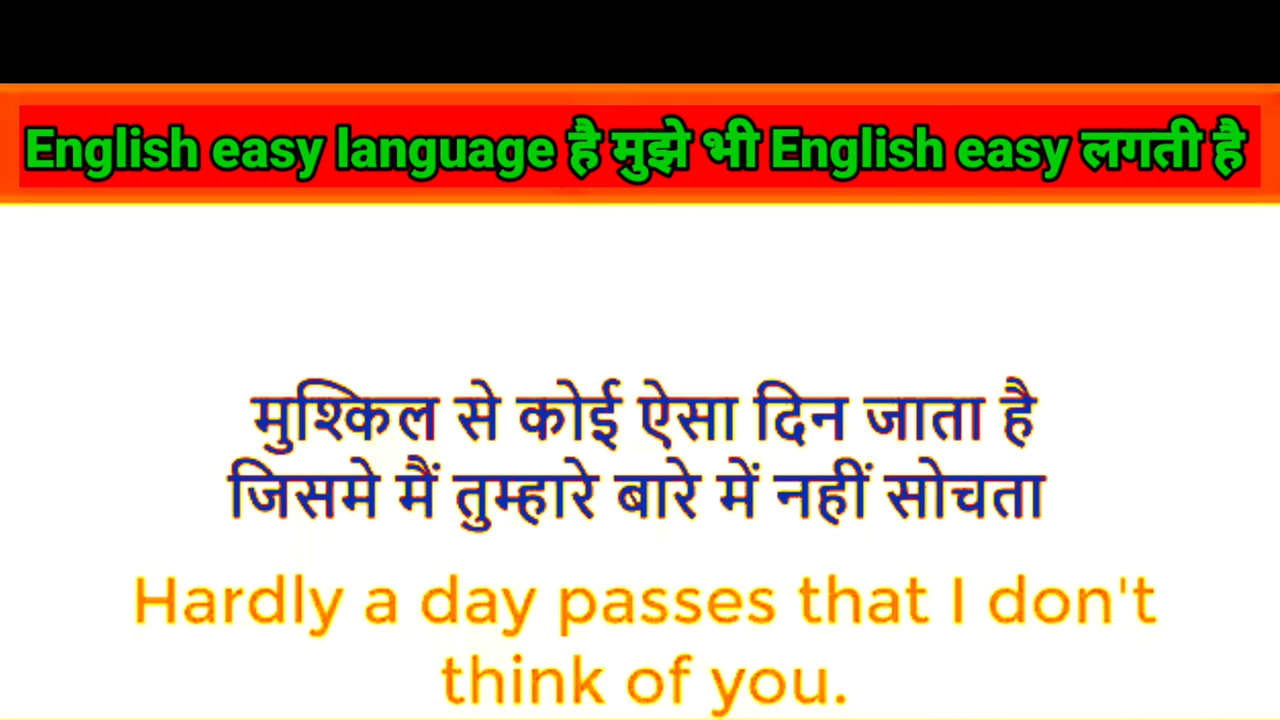 English easy language है मुझे भी English easy लगती है
मुश्किल से कोई ऐसा दिन जाता है
जिसमे मैं तुम्हारे बारे में नहीं सोचता
Hardly a day passes that I don't
think of you.